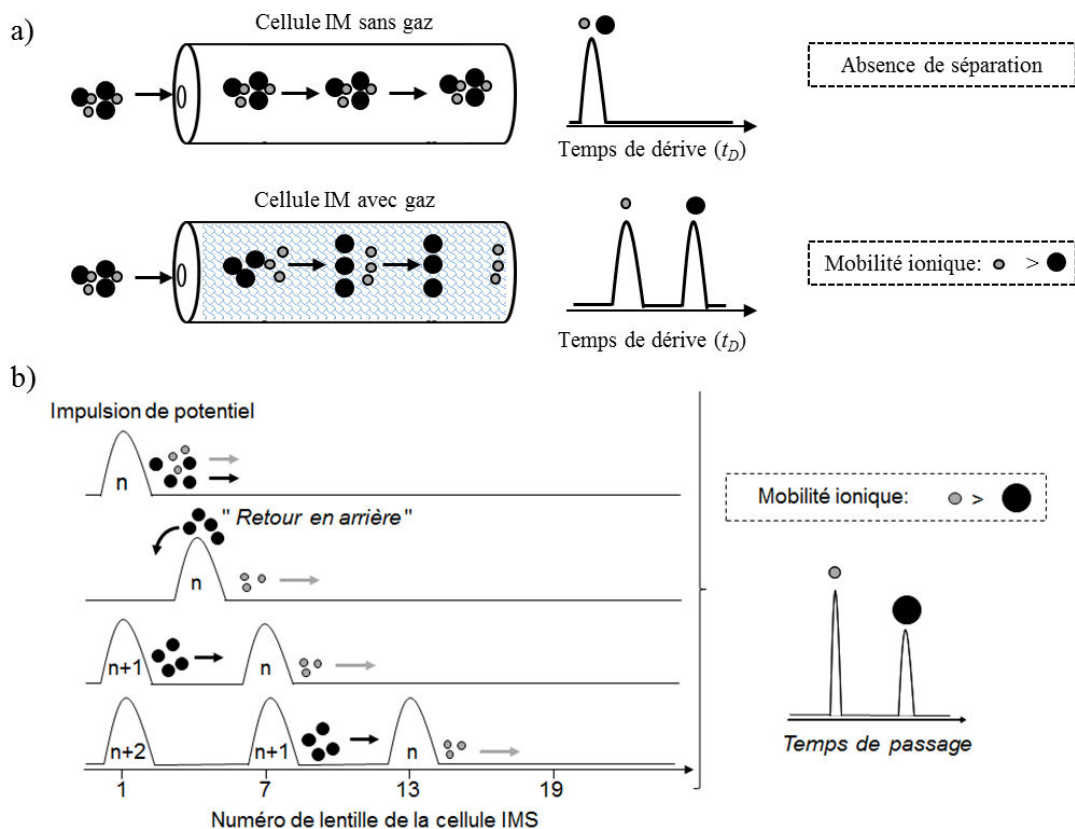 a)
Cellule IM sans gaz
Absence de séparation
Temps de dérive (t_D)
Cellule IM avec gaz
Mobilité ionique: >
Temps de dérive (t_D)
b)
Impulsion de potentiel
n
" Retour en arrière"
n
n+1 n
n+2 n+1 n
1 7 13 19
Numéro de lentille de la cellule IMS
Mobilité ionique: >
Temps de passage